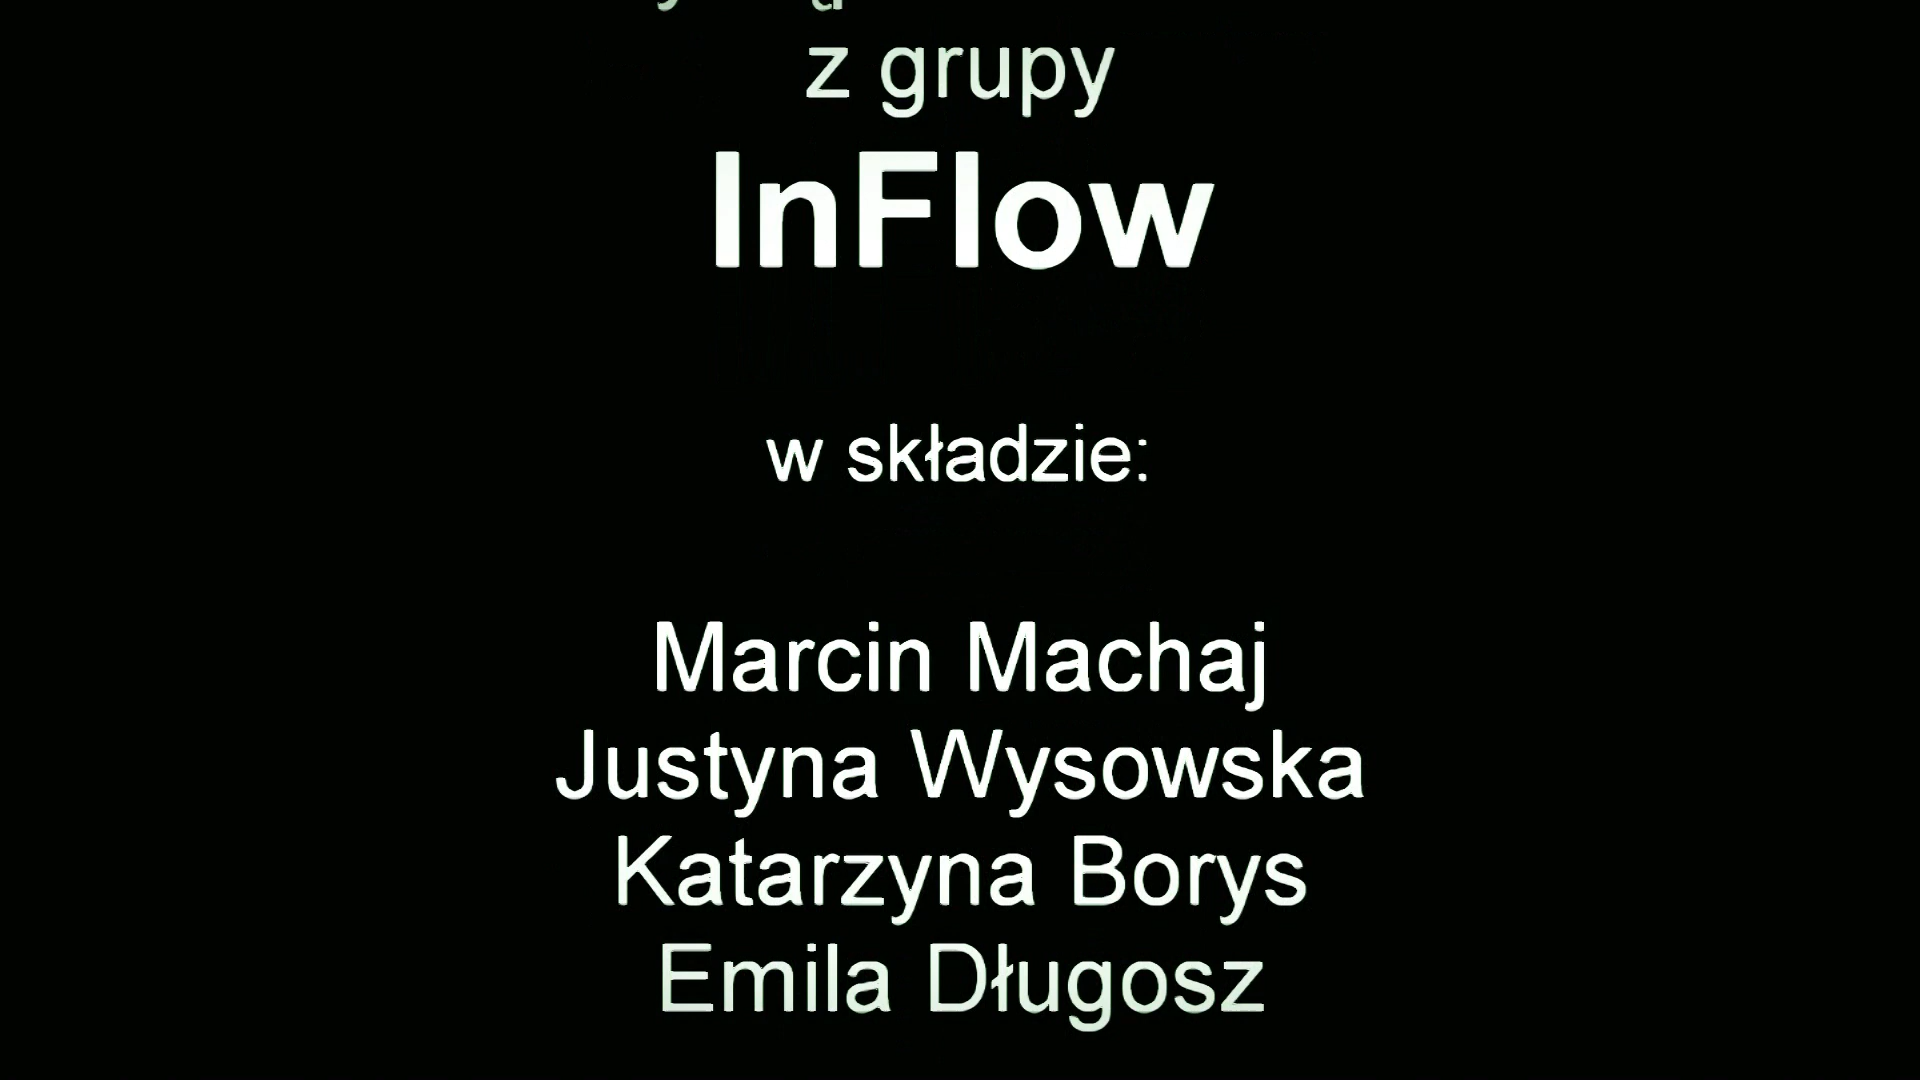 z grupy
InFlow
w składzie:
Marcin Machaj
Justyna Wysowska
Katarzyna Borys
Emila Długosz